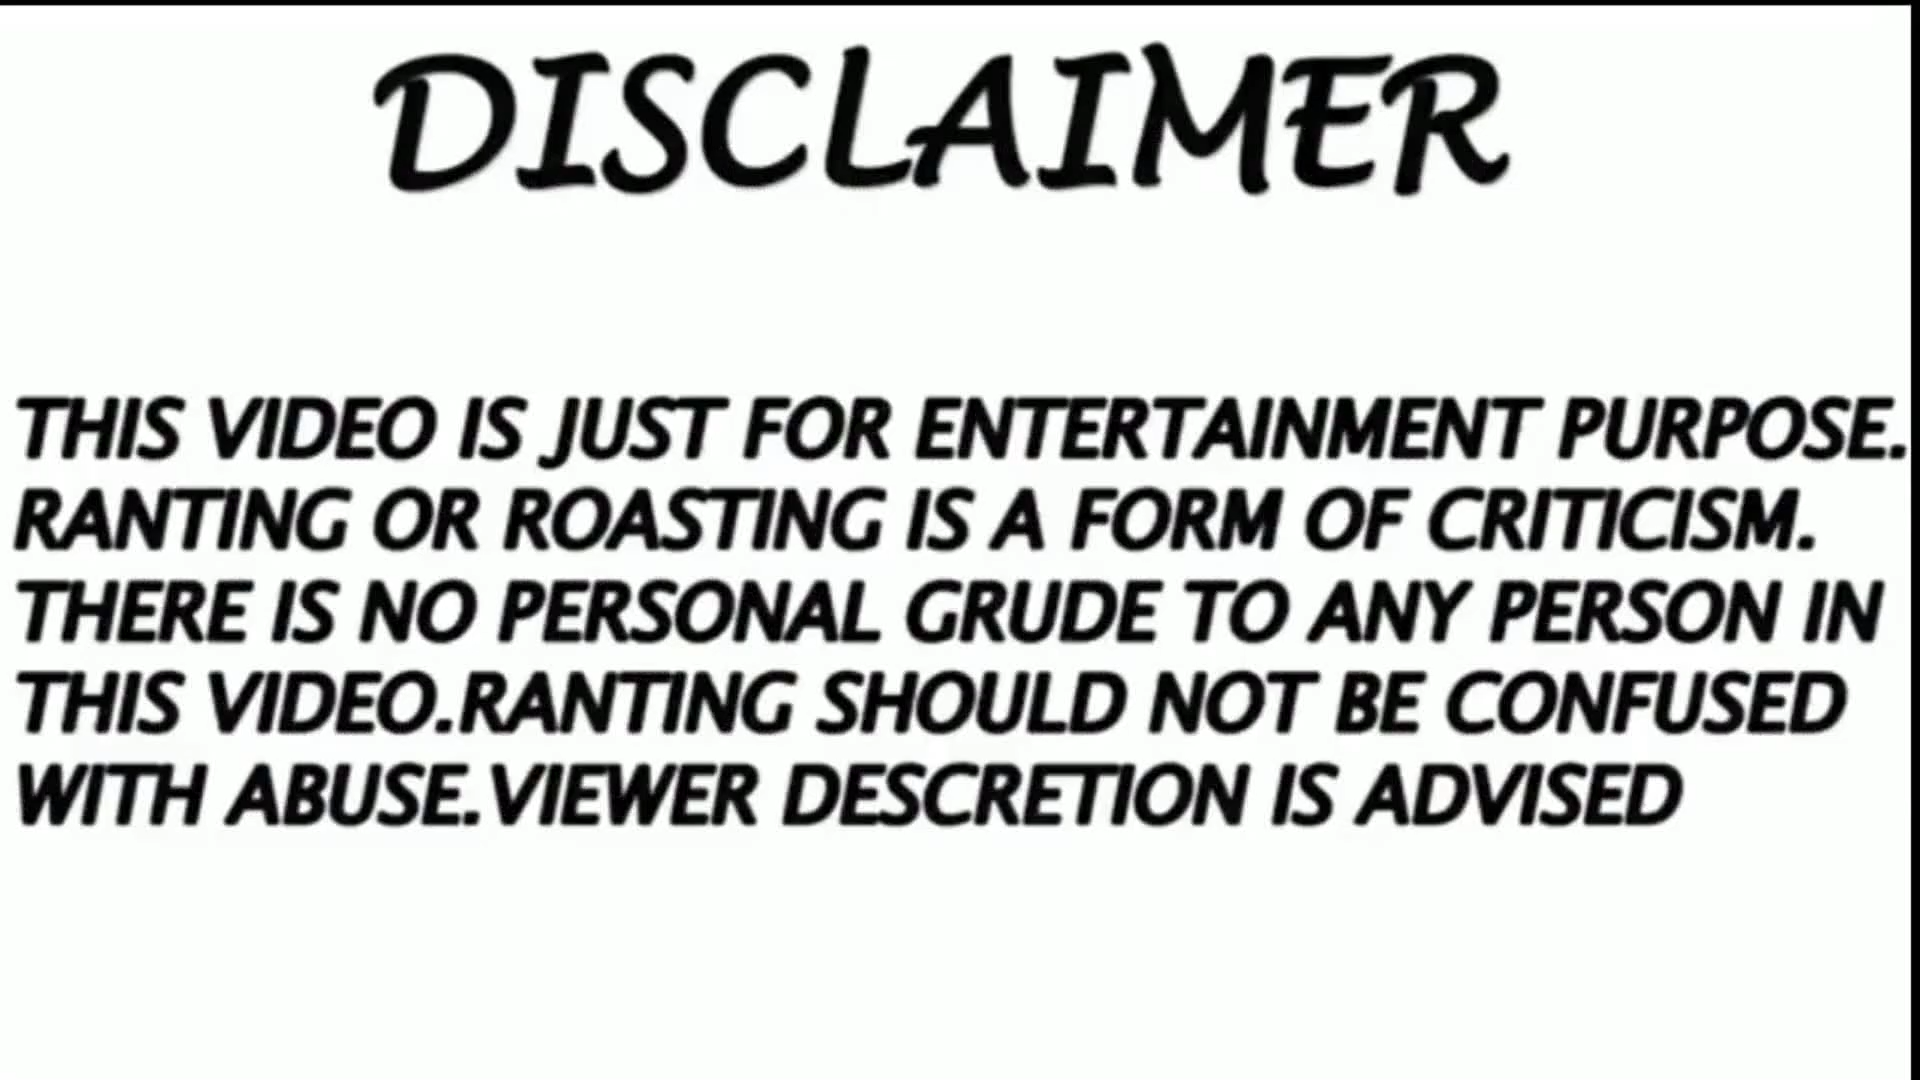 DISCLAIMER
THIS VIDEO IS JUST FOR ENTERTAINMENT PURPOSE.
RANTING OR ROASTING IS A FORM OF CRITICISM.
THERE IS NO PERSONAL GRUDE TO ANY PERSON IN
THIS VIDEO.RANTING SHOULD NOT BE CONFUSED
WITH ABUSE.VIEWER DESCRETION IS ADVISED